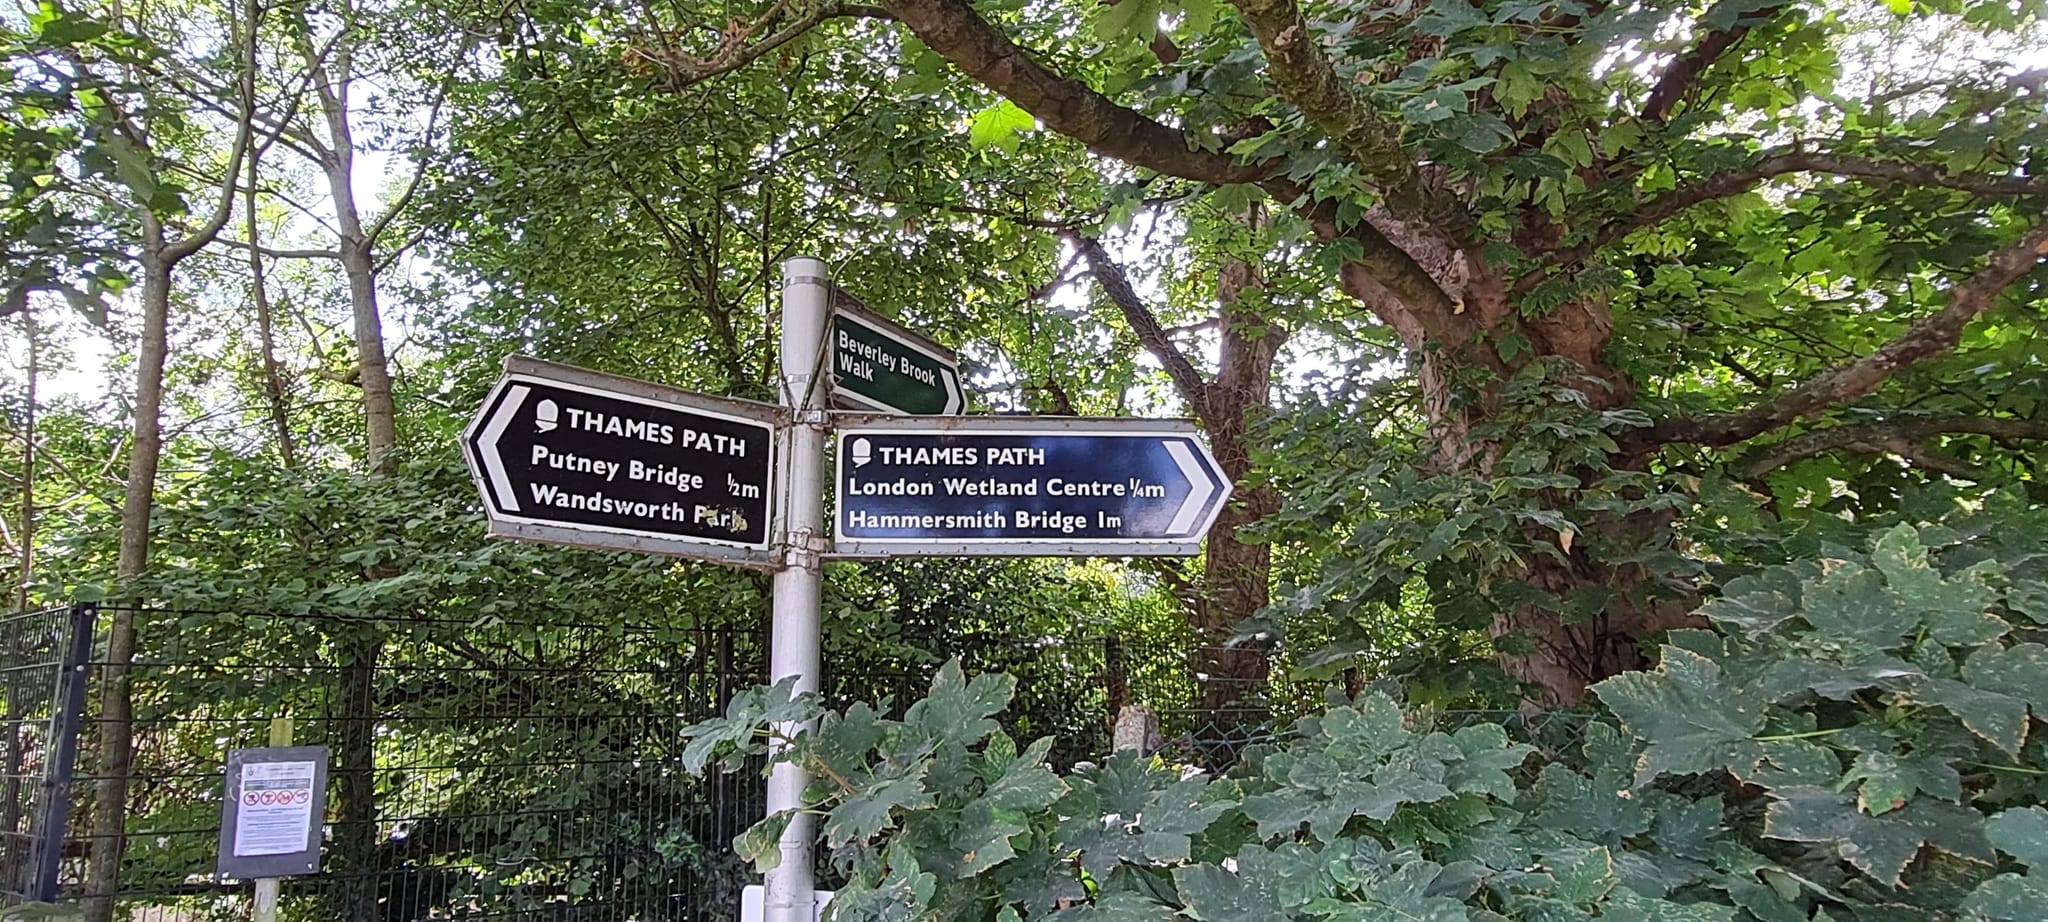 Beverley Brook
Walk
THAMES PATH
Putney Bridge ½m
Wandsworth Park
THAMES PATH
London Wetland Centre ¼m
Hammersmith Bridge 1m